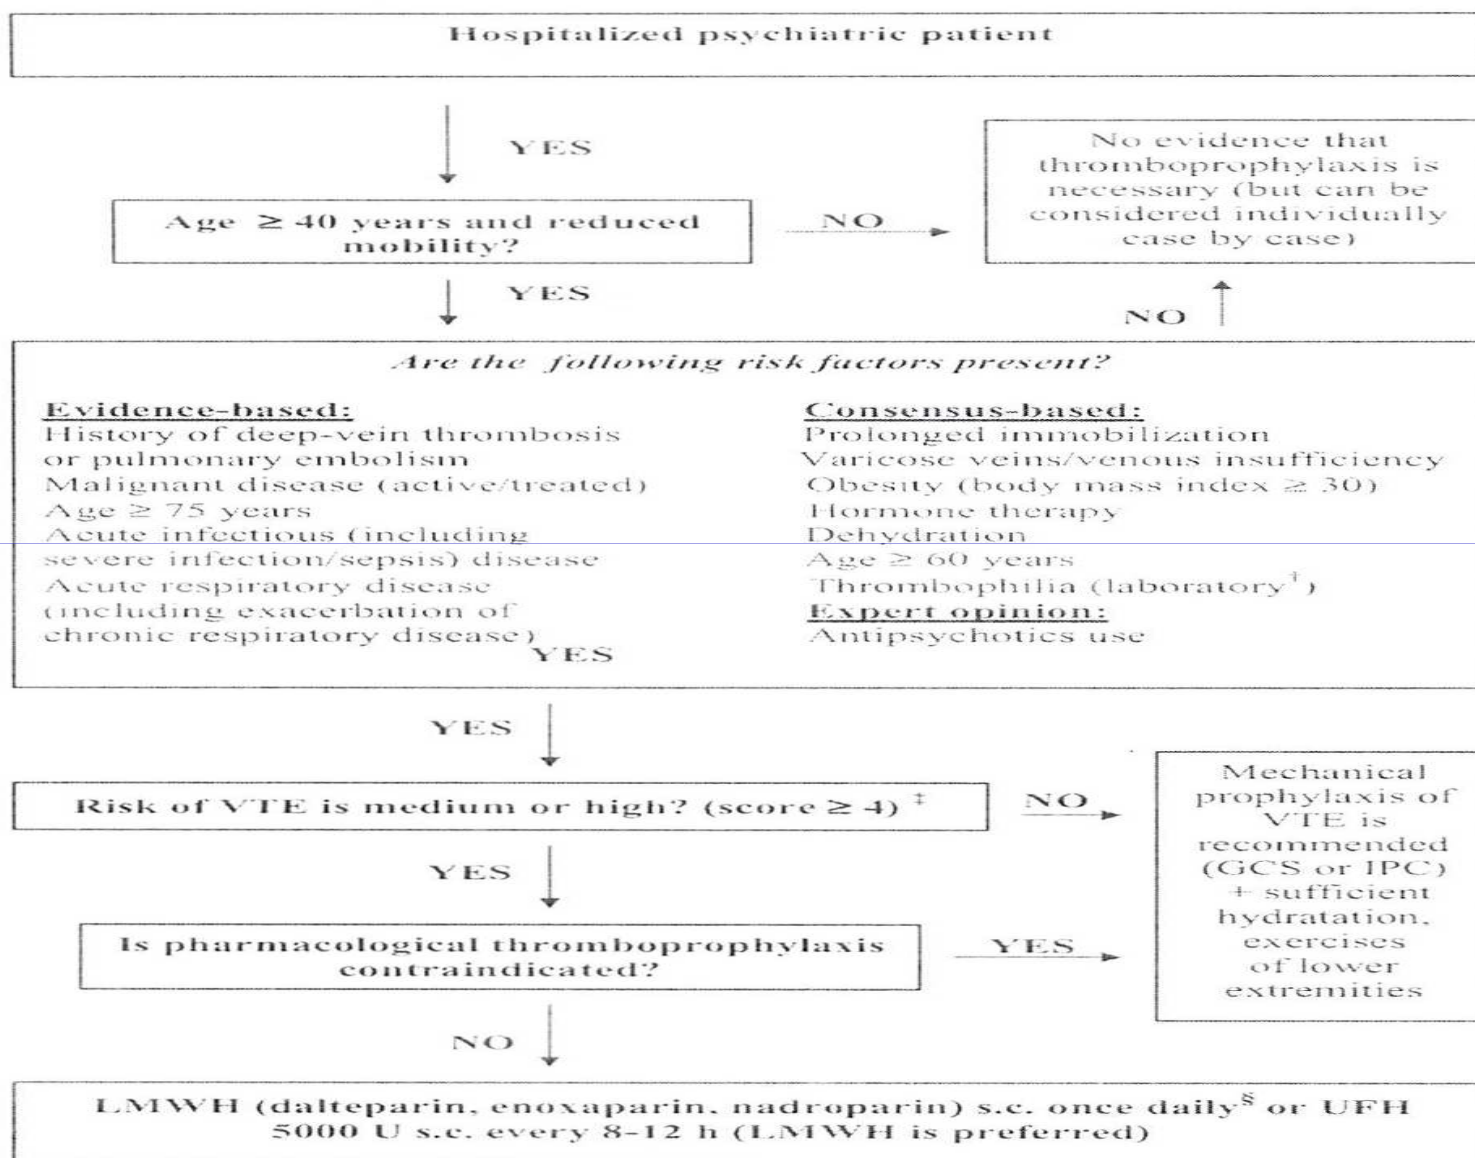 Hospitalized psychiatric patient
YES
No evidence that
thromboprophylaxis is
necessary (but can be
considered individually
case by case)
Age ≥ 40 years and reduced
mobility?
NO
YES
NO
Are the following risk factors present?
Evidence-based:
History of deep-vein thrombosis
or pulmonary embolism
Malignant disease (active/treated)
Age ≥ 75 years
Acute infectious (including
severe infection/sepsis) disease
Acute respiratory disease
(including exacerbation of
chronic respiratory disease)
YES
Consensus-based:
Prolonged immobilization
Varicose veins/venous insufficiency
Obesity (body mass index ≥ 30)
Hormone therapy
Dehydration
Age ≥ 60 years
Thrombophilia (laboratory†)
Expert opinion:
Antipsychotics use
YES
Risk of VTE is medium or high? (score ≥ 4) ‡
NO
Mechanical
prophylaxis of
VTE is
recommended
(GCS or IPC)
+ sufficient
hydratation,
exercises
of lower
extremities
YES
Is pharmacological thromboprophylaxis
contraindicated?
YES
NO
LMWH (dalteparin, enoxaparin, nadroparin) s.c. once daily§ or UFH
5000 U s.c. every 8-12 h (LMWH is preferred)